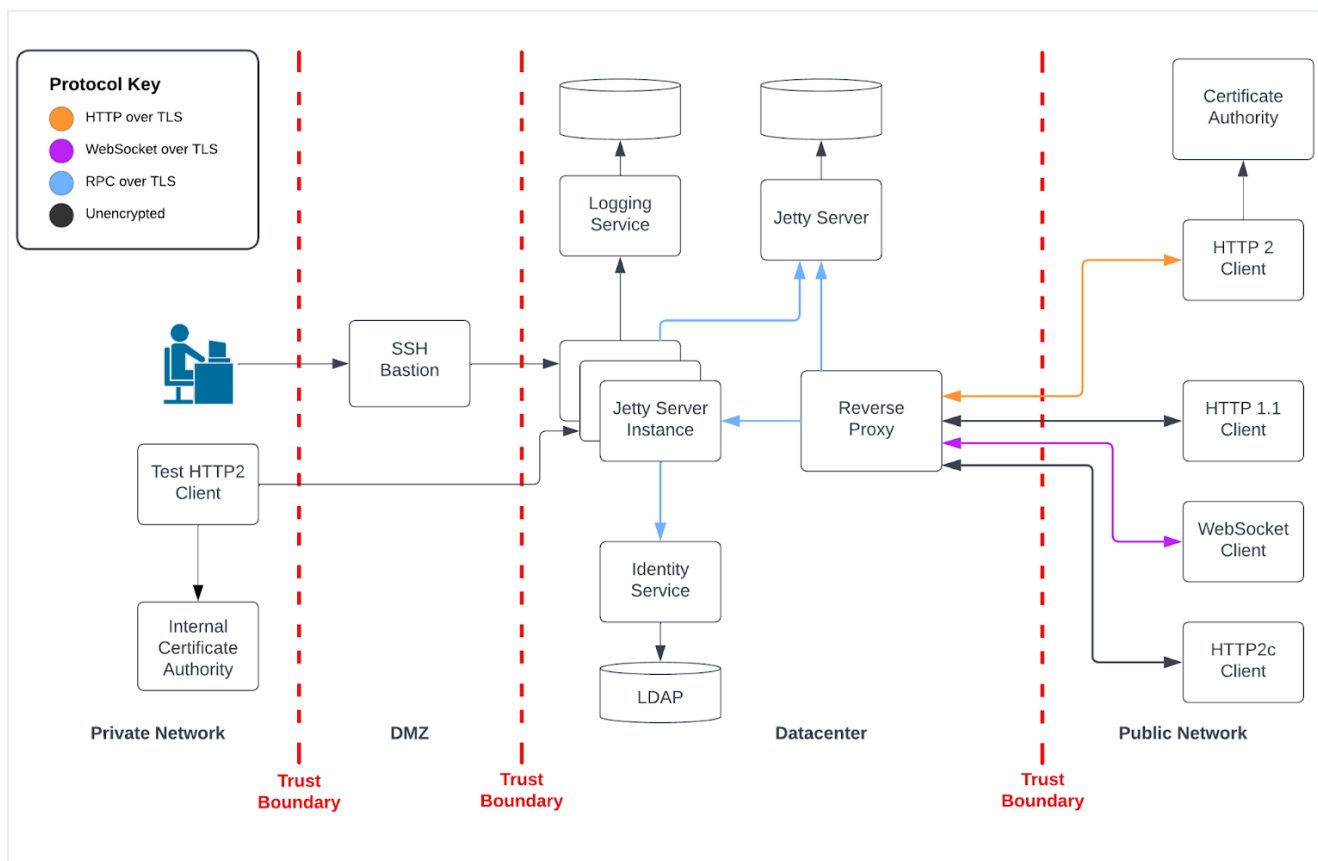 Protocol Key
HTTP over TLS
WebSocket over TLS
RPC over TLS
Unencrypted
Certificate
Authority
Logging
Service
Jetty Server
HTTP 2
Client
SSH
Bastion
Jetty Server
Instance
Reverse
Proxy
HTTP 1.1
Client
Test HTTP2
Client
WebSocket
Client
Identity
Service
Internal
Certificate
Authority
HTTP2c
Client
LDAP
Private Network
DMZ
Datacenter
Public Network
Trust
Boundary
Trust
Boundary
Trust
Boundary